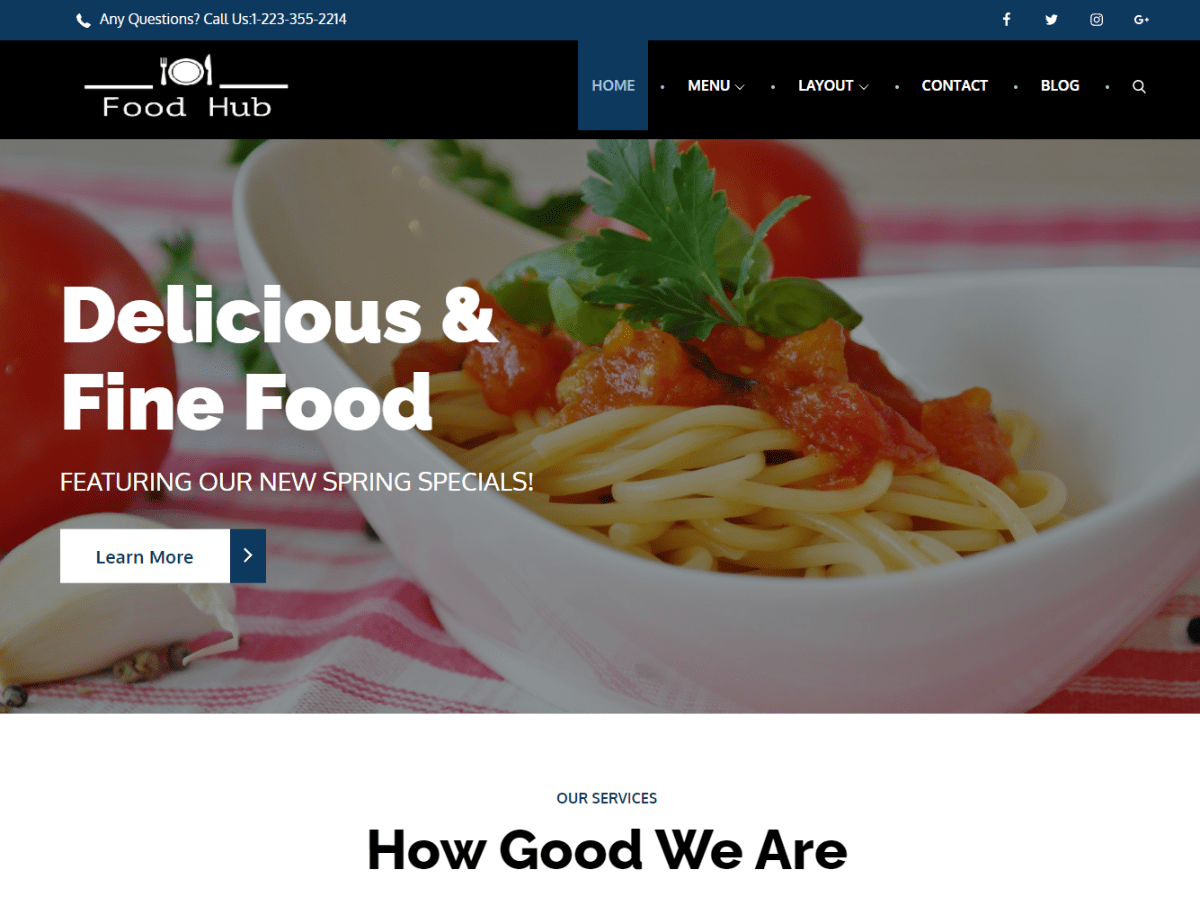 Any Questions? Call Us:1-223-355-2214
Food Hub
HOME MENU LAYOUT CONTACT BLOG
Delicious &
Fine Food
FEATURING OUR NEW SPRING SPECIALS!
Learn More
OUR SERVICES
How Good We Are